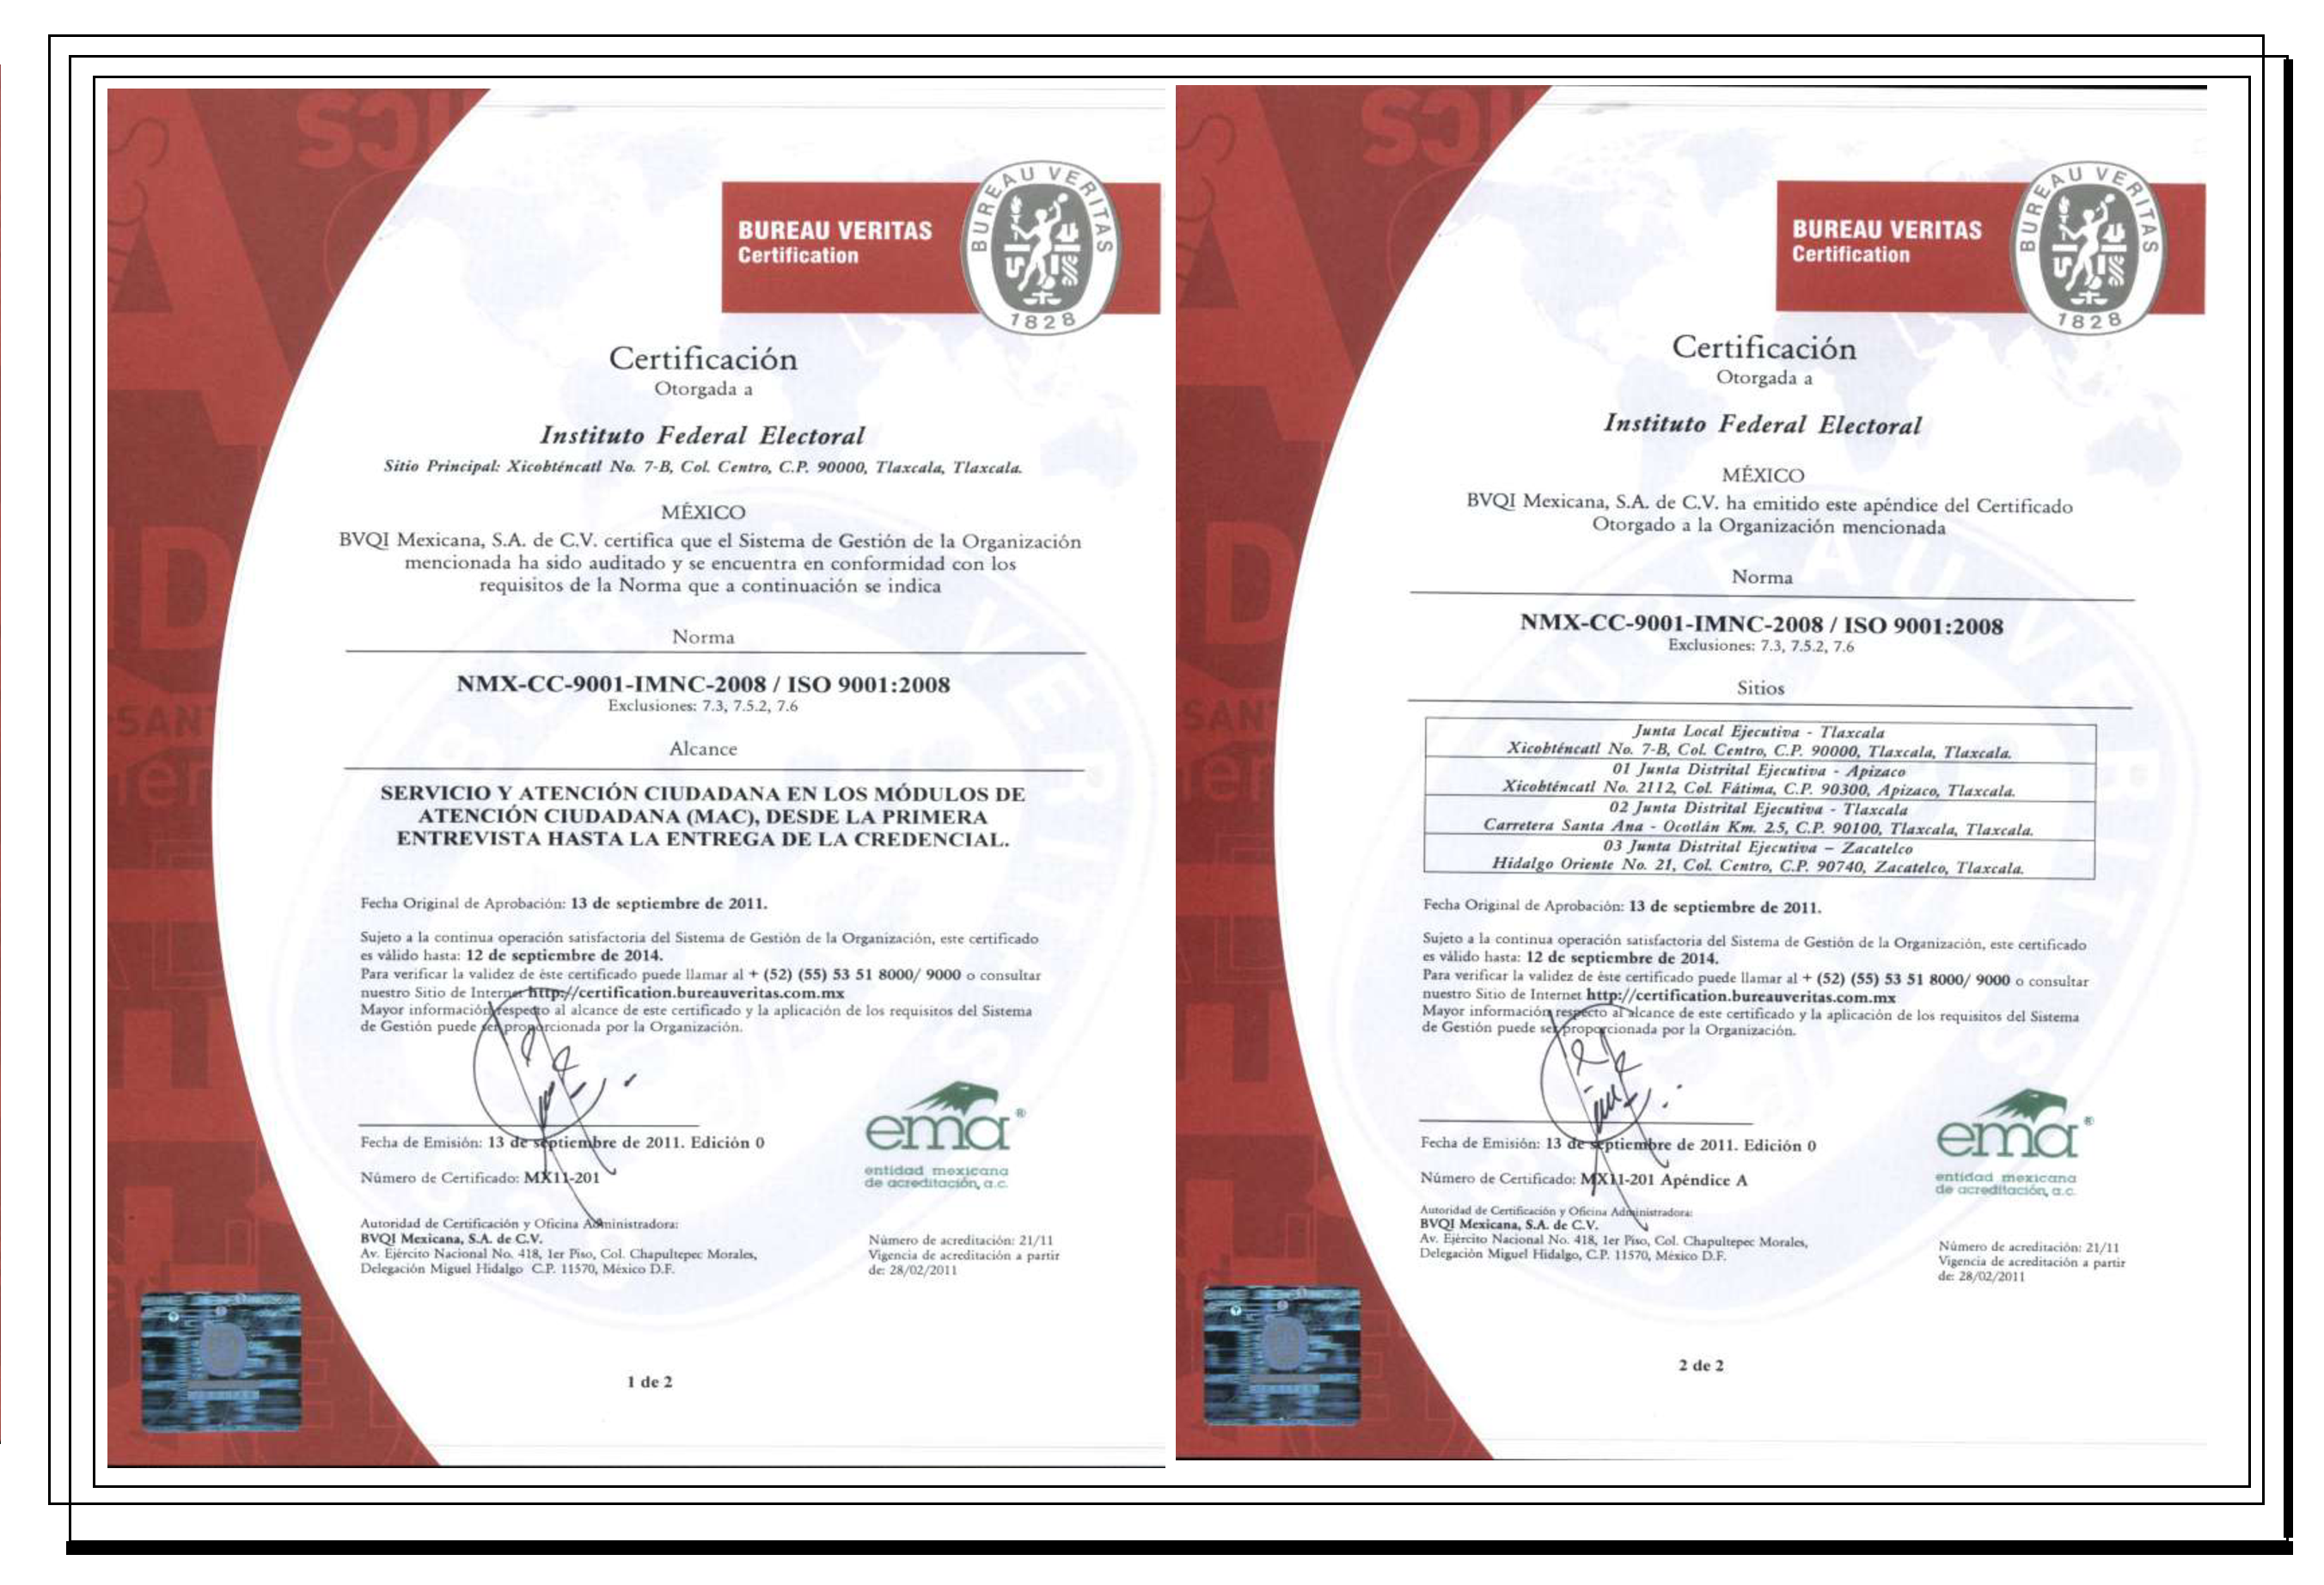 BUREAU VERITAS
Certification
BUREAU VERITAS
1828
Certificación
Otorgada a
Instituto Federal Electoral
Sitio Principal: Xicohténcatl No. 7-B, Col. Centro, C.P. 90000, Tlaxcala, Tlaxcala.
MÉXICO
BVQI Mexicana, S.A. de C.V. certifica que el Sistema de Gestión de la Organización
mencionada ha sido auditado y se encuentra en conformidad con los
requisitos de la Norma que a continuación se indica
Norma
NMX-CC-9001-IMNC-2008 / ISO 9001:2008
Exclusiones: 7.3, 7.5.2, 7.6
Alcance
SERVICIO Y ATENCIÓN CIUDADANA EN LOS MÓDULOS DE
ATENCIÓN CIUDADANA (MAC), DESDE LA PRIMERA
ENTREVISTA HASTA LA ENTREGA DE LA CREDENCIAL.
Fecha Original de Aprobación: 13 de septiembre de 2011.
Sujeto a la continua operación satisfactoria del Sistema de Gestión de la Organización, este certificado
es válido hasta: 12 de septiembre de 2014.
Para verificar la validez de éste certificado puede llamar al + (52) (55) 53 51 8000/ 9000 o consultar
nuestro Sitio de Internet http://certification.bureauveritas.com.mx
Mayor información respecto al alcance de este certificado y la aplicación de los requisitos del Sistema
de Gestión puede ser proporcionada por la Organización.
Fecha de Emisión: 13 de septiembre de 2011. Edición 0
Número de Certificado: MX11-201
Autoridad de Certificación y Oficina Administradora:
BVQI Mexicana, S.A. de C.V.
Av. Ejército Nacional No. 418, 1er Piso, Col. Chapultepec Morales,
Delegación Miguel Hidalgo C.P. 11570, México D.F.
ema®
entidad mexicana
de acreditación, a.c.
Número de acreditación: 21/11
Vigencia de acreditación a partir
de: 28/02/2011
1 de 2
BUREAU VERITAS
Certification
BUREAU VERITAS
1828
Certificación
Otorgada a
Instituto Federal Electoral
MÉXICO
BVQI Mexicana, S.A. de C.V. ha emitido este apéndice del Certificado
Otorgado a la Organización mencionada
Norma
NMX-CC-9001-IMNC-2008 / ISO 9001:2008
Exclusiones: 7.3, 7.5.2, 7.6
Sitios
Junta Local Ejecutiva - Tlaxcala
Xicohténcatl No. 7-B, Col. Centro, C.P. 90000, Tlaxcala, Tlaxcala.
01 Junta Distrital Ejecutiva - Apizaco
Xicohténcatl No. 2112, Col. Fátima, C.P. 90300, Apizaco, Tlaxcala.
02 Junta Distrital Ejecutiva - Tlaxcala
Carretera Santa Ana - Ocotlán Km. 2.5, C.P. 90100, Tlaxcala, Tlaxcala.
03 Junta Distrital Ejecutiva – Zacatelco
Hidalgo Oriente No. 21, Col. Centro, C.P. 90740, Zacatelco, Tlaxcala.
Fecha Original de Aprobación: 13 de septiembre de 2011.
Sujeto a la continua operación satisfactoria del Sistema de Gestión de la Organización, este certificado
es válido hasta: 12 de septiembre de 2014.
Para verificar la validez de éste certificado puede llamar al + (52) (55) 53 51 8000/ 9000 o consultar
nuestro Sitio de Internet http://certification.bureauveritas.com.mx
Mayor información respecto al alcance de este certificado y la aplicación de los requisitos del Sistema
de Gestión puede ser proporcionada por la Organización.
Fecha de Emisión: 13 de septiembre de 2011. Edición 0
Número de Certificado: MX11-201 Apéndice A
Autoridad de Certificación y Oficina Administradora:
BVQI Mexicana, S.A. de C.V.
Av. Ejército Nacional No. 418, 1er Piso, Col. Chapultepec Morales,
Delegación Miguel Hidalgo, C.P. 11570, México D.F.
ema®
entidad mexicana
de acreditación, a.c.
Número de acreditación: 21/11
Vigencia de acreditación a partir
de: 28/02/2011
2 de 2